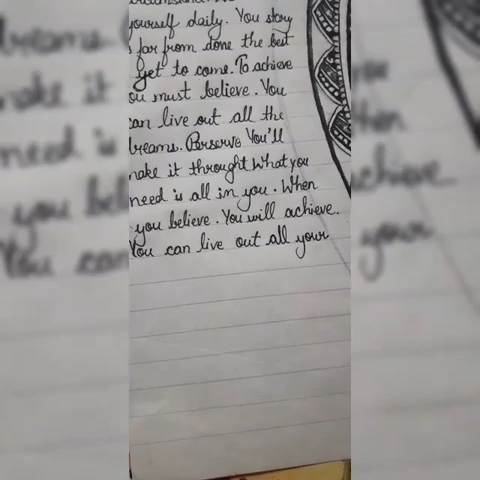 yourself daily. You story
far from done the best
yet to come. To achieve
ou must believe. You
can live out all the
dreams. Perserve You'll
make it throught What you
need is all in you. When
you believe. You will achieve.
You can live out all your